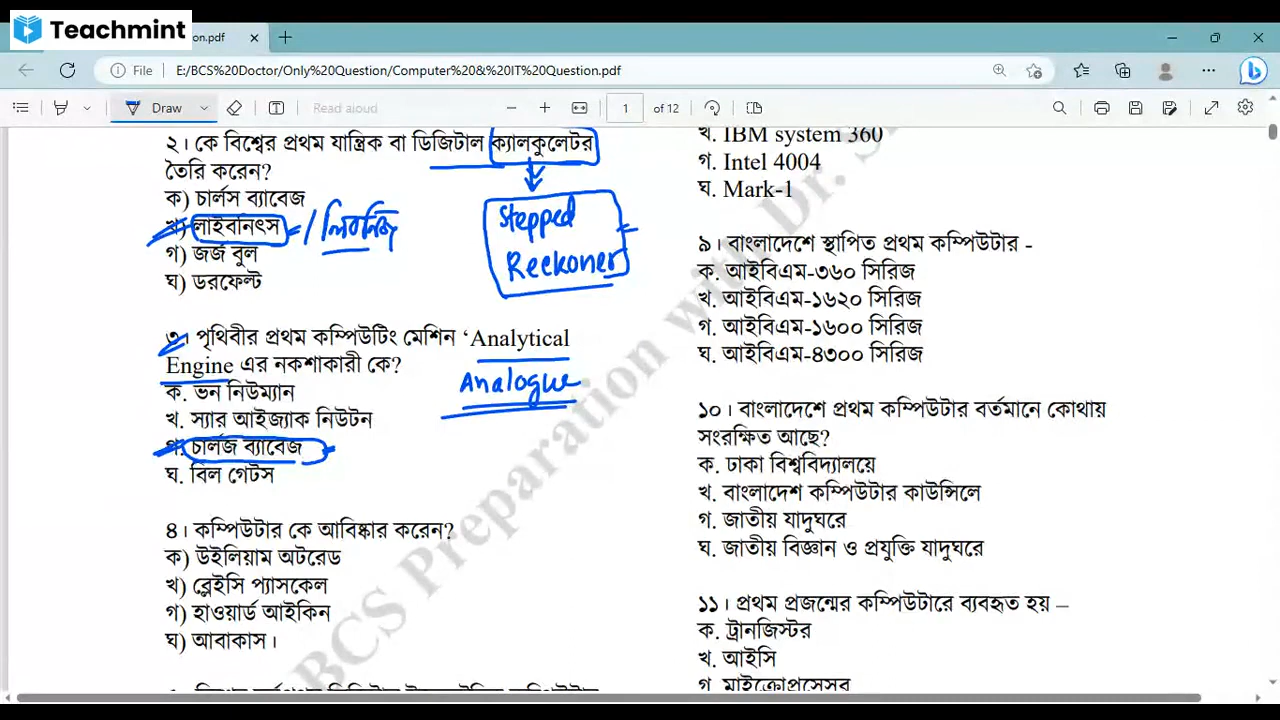 Teachmint
on.pdf
File
E:/BCS%20Doctor/Only%20Question/Computer%20&%20IT%20Question.pdf
Draw
Read aloud
1
of 12
২। কে বিশ্বের প্রথম যান্ত্রিক বা ডিজিটাল ক্যালকুলেটর
তৈরি করেন?
ক) চার্লস ব্যাবেজ
খ) লাইবনিৎস
লিবনিজ
গ) জর্জ বুল
ঘ) ডরফেল্ট
Stepped
Reckoner
৩। পৃথিবীর প্রথম কম্পিউটিং মেশিন ‘Analytical
Engine এর নকশাকারী কে?
Analogue
ক. ভন নিউম্যান
খ. স্যার আইজ্যাক নিউটন
গ. চার্লজ ব্যাবেজ
ঘ. বিল গেটস
৪। কম্পিউটার কে আবিষ্কার করেন?
ক) উইলিয়াম অটরেড
খ) ব্লেইসি প্যাসকেল
গ) হাওয়ার্ড আইকিন
ঘ) আবাকাস।
খ. IBM system 360
গ. Intel 4004
ঘ. Mark-1
৯। বাংলাদেশে স্থাপিত প্রথম কম্পিউটার -
ক. আইবিএম-৩৬০ সিরিজ
খ. আইবিএম-১৬২০ সিরিজ
গ. আইবিএম-১৬০০ সিরিজ
ঘ. আইবিএম-৪৩০০ সিরিজ
১০। বাংলাদেশে প্রথম কম্পিউটার বর্তমানে কোথায়
সংরক্ষিত আছে?
ক. ঢাকা বিশ্ববিদ্যালয়ে
খ. বাংলাদেশ কম্পিউটার কাউন্সিলে
গ. জাতীয় যাদুঘরে
ঘ. জাতীয় বিজ্ঞান ও প্রযুক্তি যাদুঘরে
১১। প্রথম প্রজন্মের কম্পিউটারে ব্যবহৃত হয় –
ক. ট্রানজিস্টর
খ. আইসি
গ. মাইক্রোপ্রসেসর
BCS Preparation with Dr. S